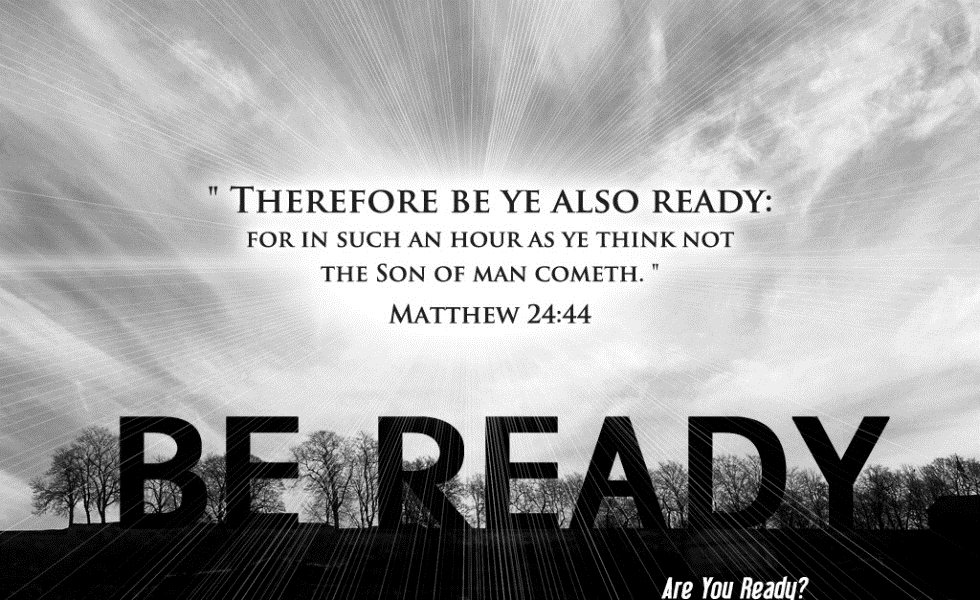 " Therefore be ye also ready:
for in such an hour as ye think not
the Son of man cometh. "
Matthew 24:44
BE READY
Are You Ready?